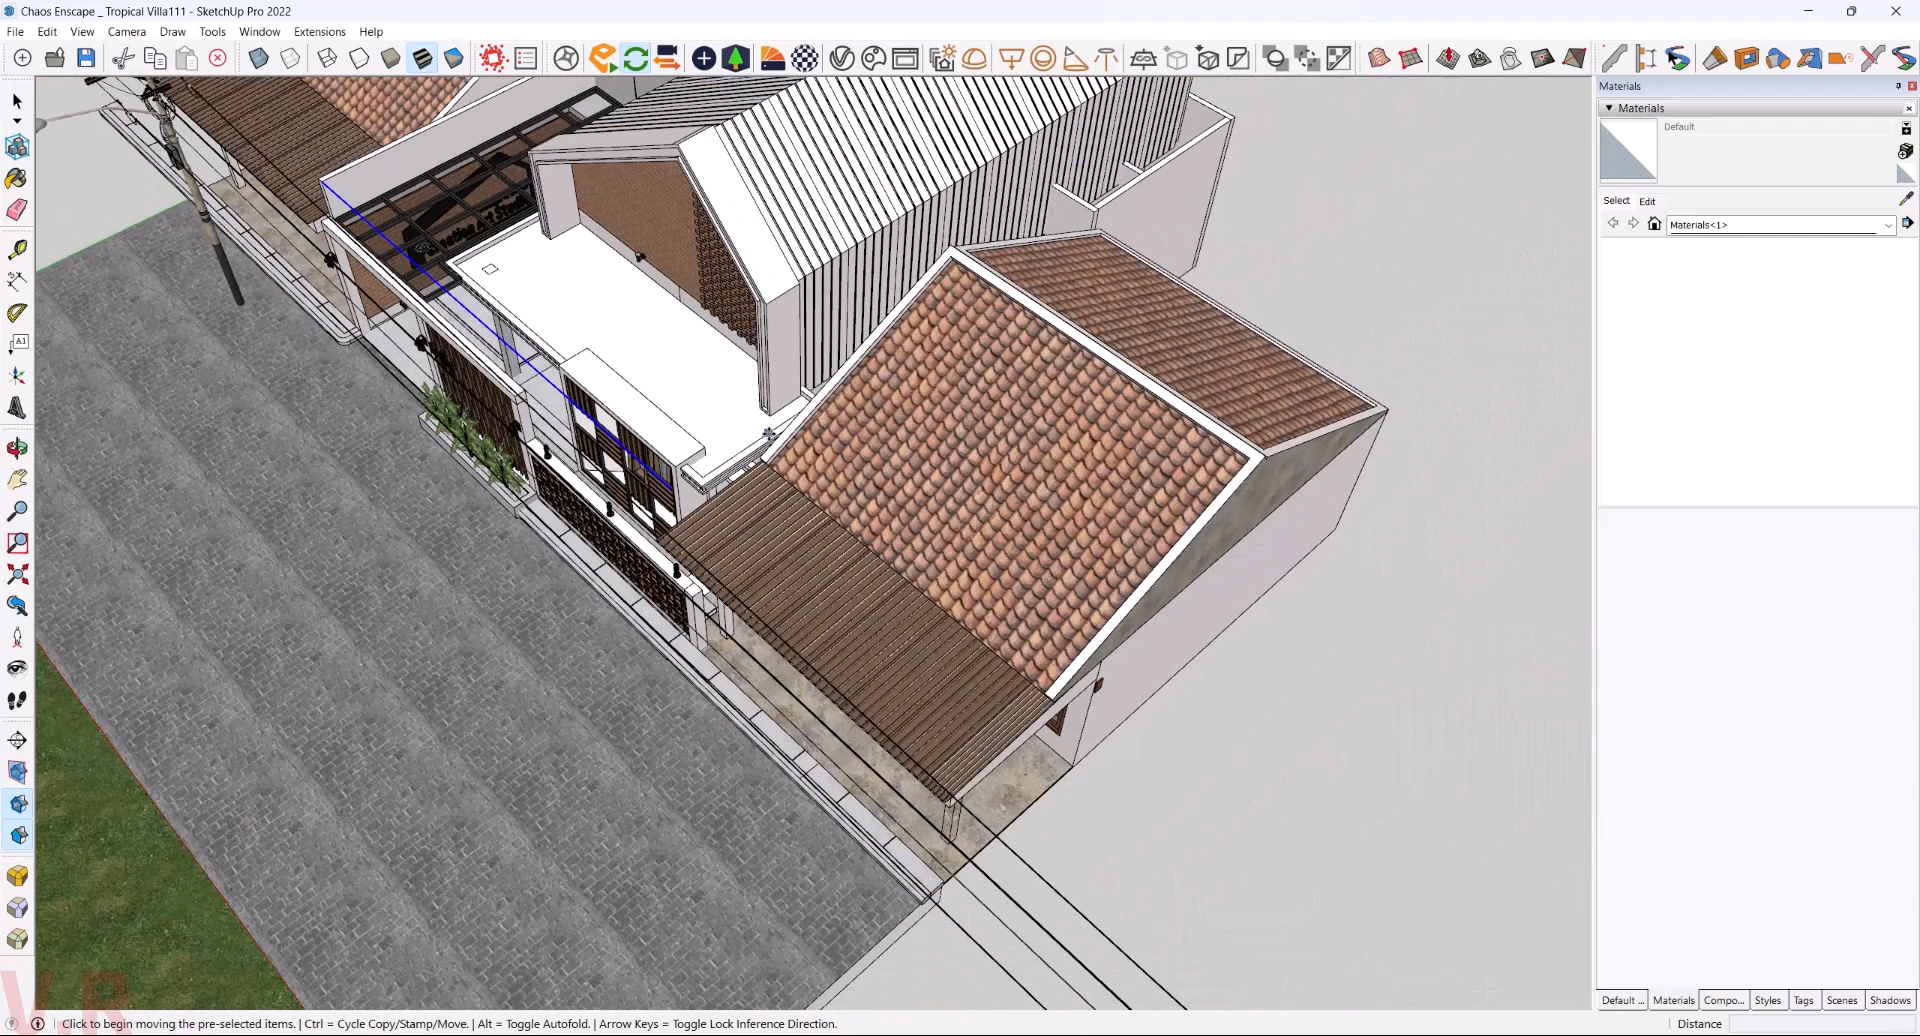 Chaos Enscape _ Tropical Villa111 - SketchUp Pro 2022
File Edit View Camera Draw Tools Window Extensions Help
Materials
Materials
Default
Select Edit
Materials<1>
A1
V.R
Default ... Materials Compo... Styles Tags Scenes Shadows
Click to begin moving the pre-selected items. | Ctrl = Cycle Copy/Stamp/Move. | Alt = Toggle Autofold. | Arrow Keys = Toggle Lock Inference Direction.
Distance